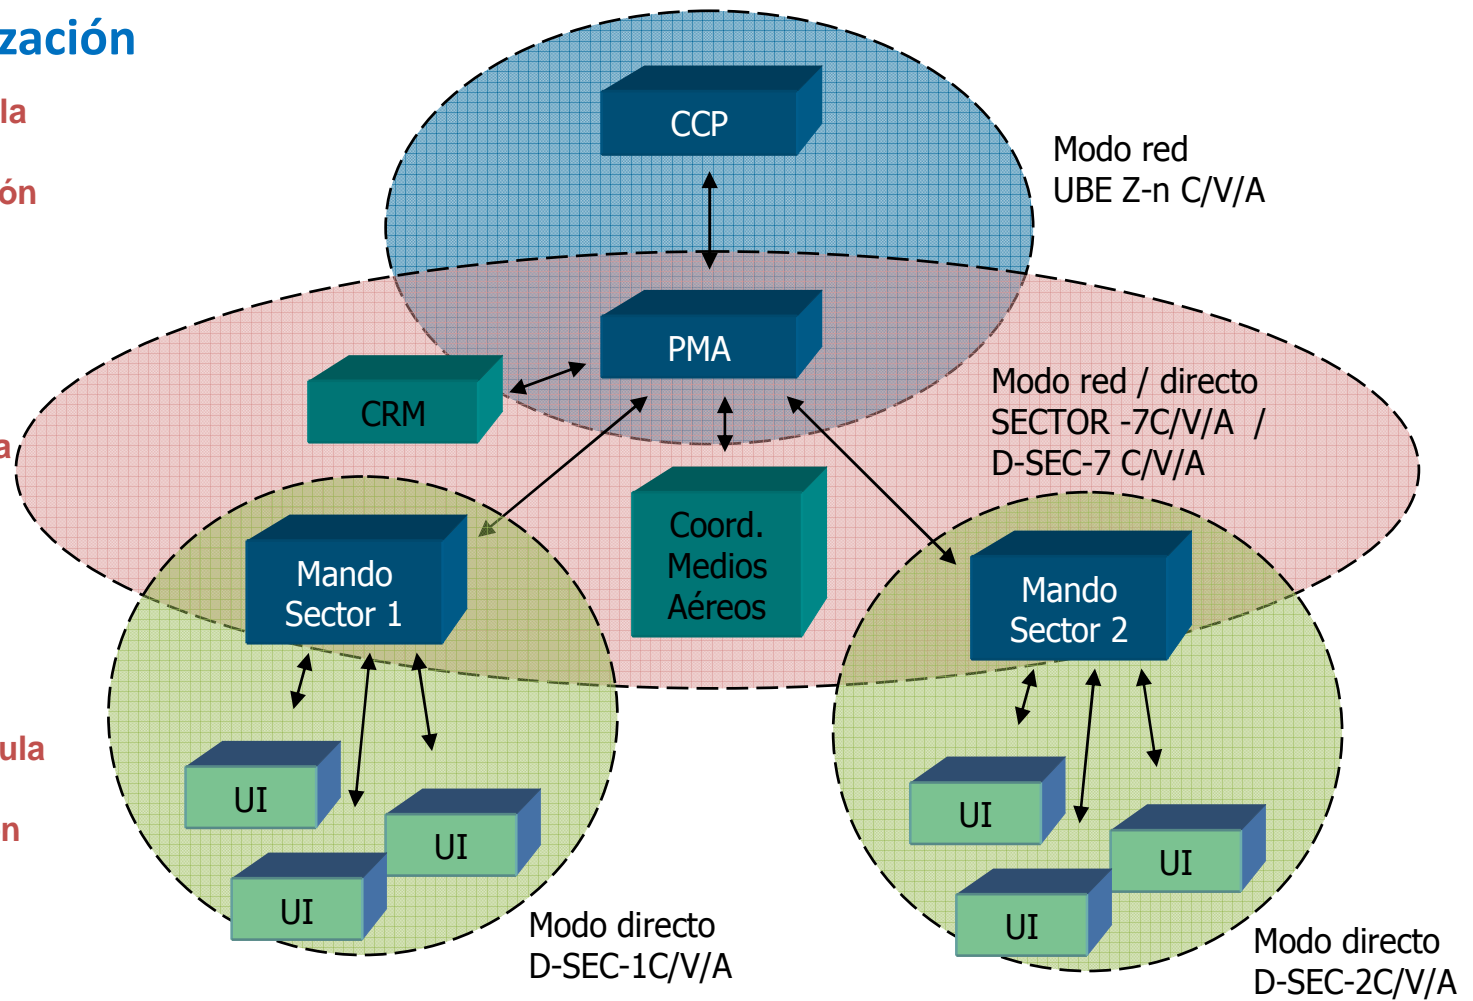 zación
la
ón
a
ula
n
CCP
Modo red
UBE Z-n C/V/A
PMA
CRM
Modo red / directo
SECTOR -7C/V/A /
D-SEC-7 C/V/A
Coord.
Medios
Aéreos
Mando
Sector 1
Mando
Sector 2
UI
UI
UI
UI
UI
UI
Modo directo
D-SEC-1C/V/A
Modo directo
D-SEC-2C/V/A